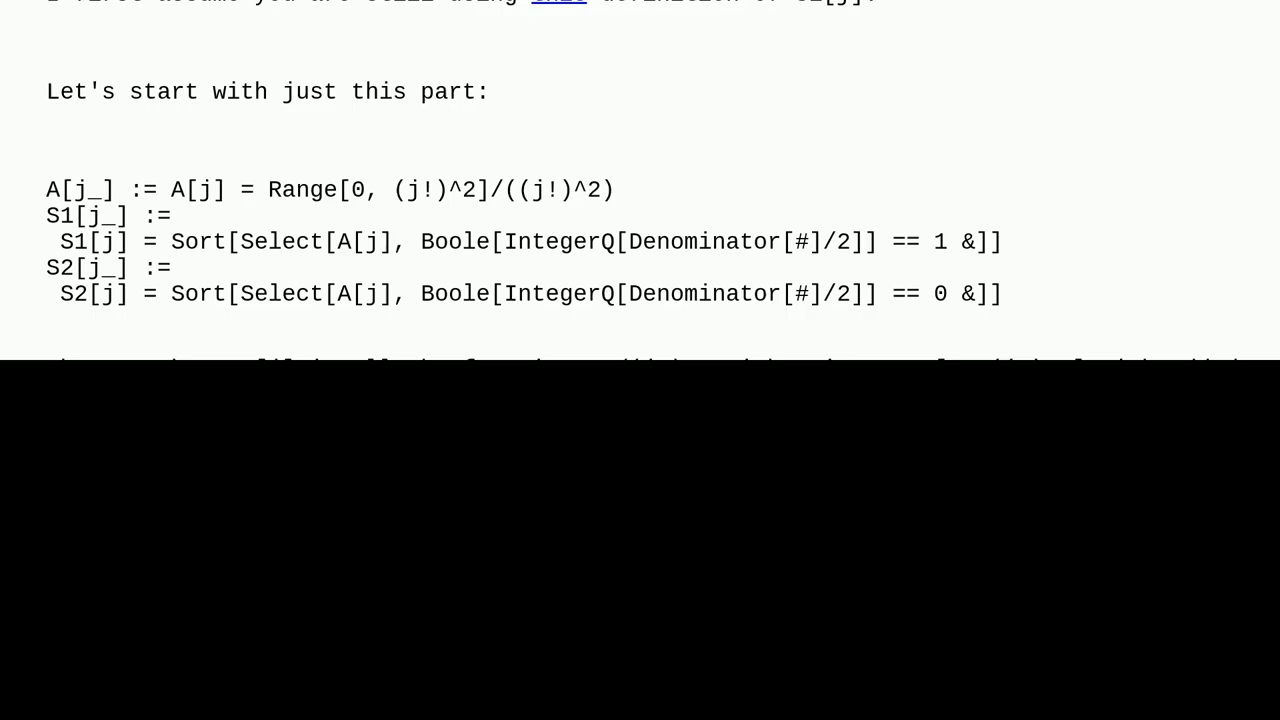 Let's start with just this part:
A[j_] := A[j] = Range[0, (j!)^2]/((j!)^2)
S1[j_] :=
S1[j] = Sort[Select[A[j], Boole[IntegerQ[Denominator[#]/2]] == 1 &]]
S2[j_] :=
S2[j] = Sort[Select[A[j], Boole[IntegerQ[Denominator[#]/2]] == 0 &]]